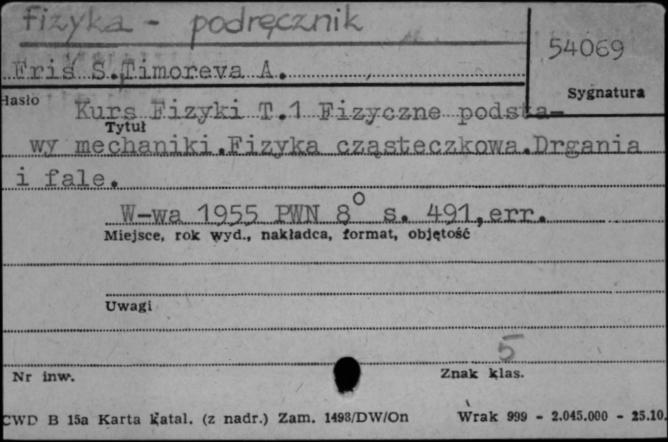 fizyka - podręcznik
54069
Friś S.Timoreva A.
Hasło
Sygnatura
Kurs Fizyki T.1 Fizyczne podsta-
Tytuł
wy mechaniki.Fizyka cząsteczkowa.Drgania
i fale.
W-wa 1955 PWN 8° s. 491,err.
Miejsce, rok wyd., nakładca, format, objętość
Uwagi
5
Nr inw.
Znak klas.
CWD B 15a Karta katal. (z nadr.) Zam. 1493/DW/On Wrak 999 - 2.045.000 - 25.10.